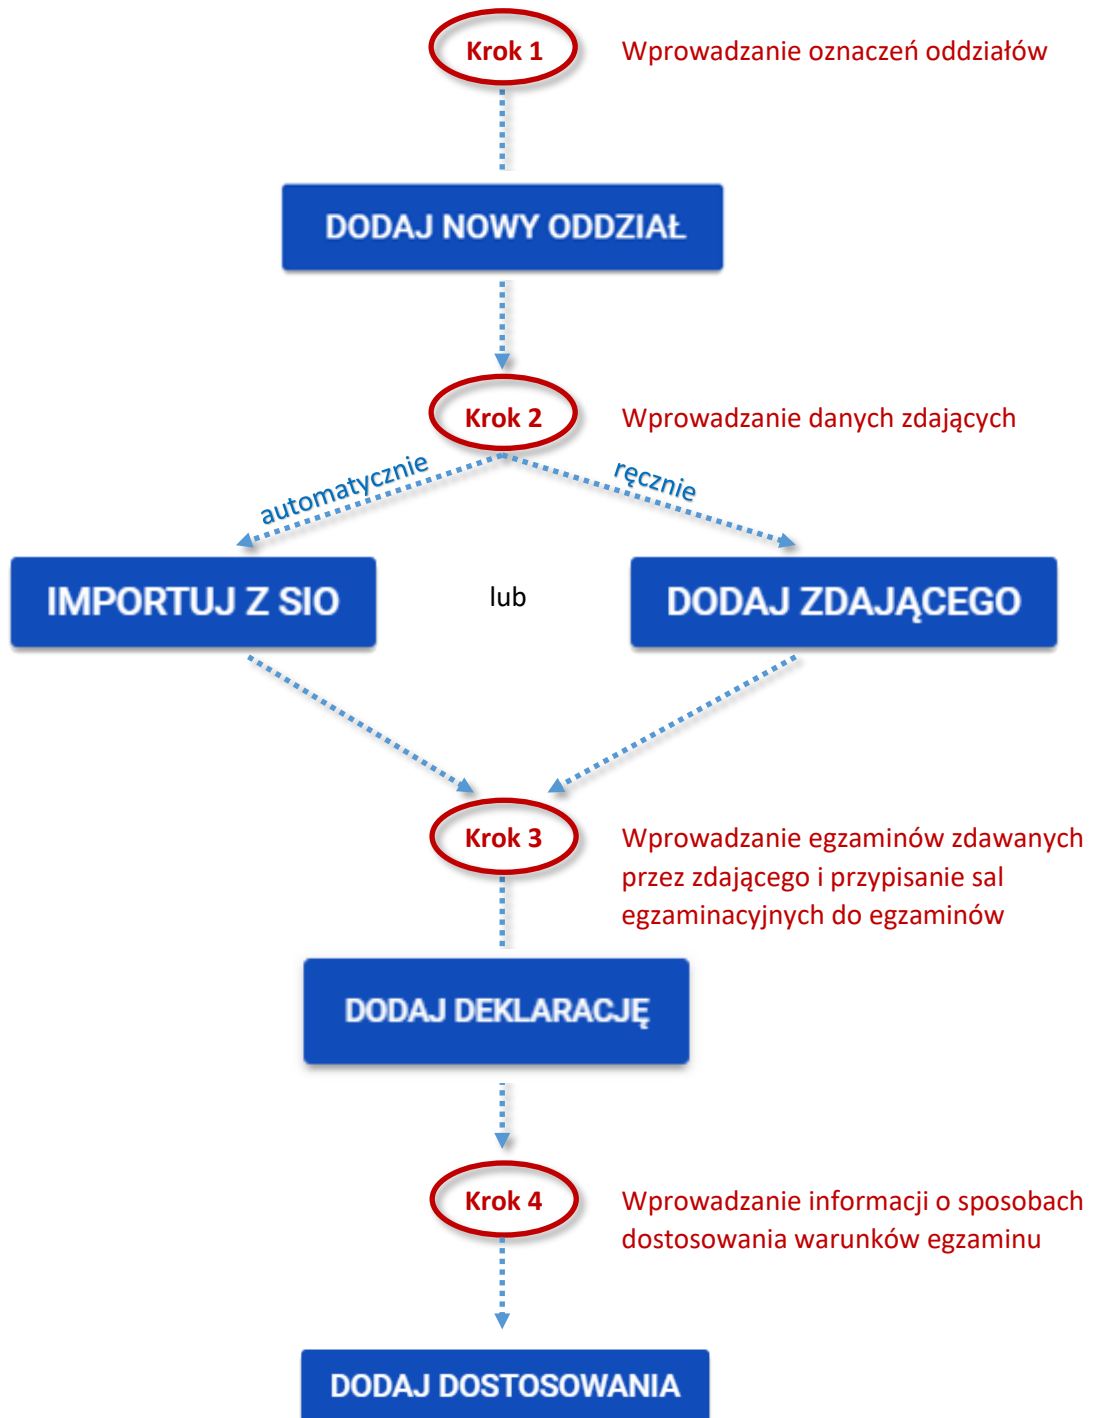 Krok 1
Wprowadzanie oznaczeń oddziałów
DODAJ NOWY ODDZIAŁ
Krok 2
Wprowadzanie danych zdających
automatycznie
ręcznie
IMPORTUJ Z SIO
lub
DODAJ ZDAJĄCEGO
Krok 3
Wprowadzanie egzaminów zdawanych
przez zdającego i przypisanie sal
egzaminacyjnych do egzaminów
DODAJ DEKLARACJĘ
Krok 4
Wprowadzanie informacji o sposobach
dostosowania warunków egzaminu
DODAJ DOSTOSOWANIA